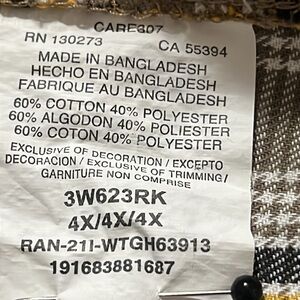 CARE307
RN 130273 CA 55394
MADE IN BANGLADESH
HECHO EN BANGLADESH
FABRIQUE AU BANGLADESH
60% COTTON 40% POLYESTER
60% ALGODON 40% POLIESTER
60% COTON 40% POLYESTER
EXCLUSIVE OF DECORATION / EXCEPTO
DECORACION / EXCLUSIVE OF TRIMMING/
GARNITURE NON COMPRISE
3W623RK
4X/4X/4X
RAN-21I-WTGH63913
191683881687